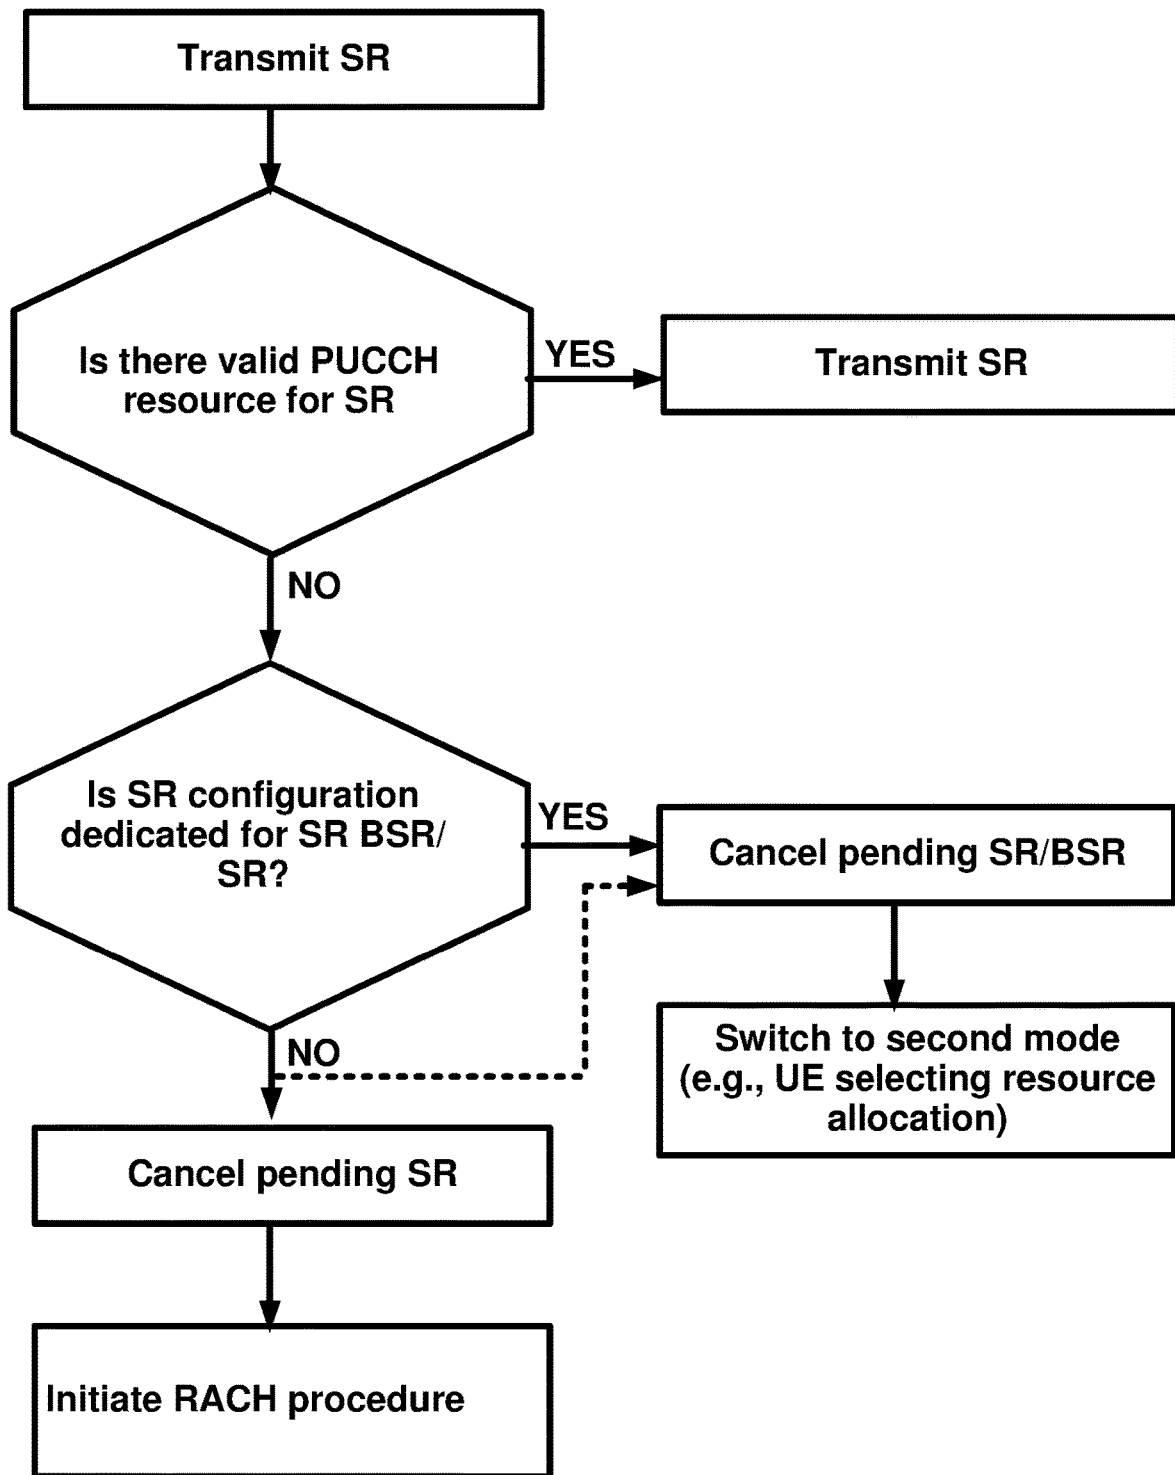 Transmit SR
Is there valid PUCCH
resource for SR
YES
Transmit SR
NO
Is SR configuration
dedicated for SR BSR/
SR?
YES
Cancel pending SR/BSR
Switch to second mode
(e.g., UE selecting resource
allocation)
NO
Cancel pending SR
Initiate RACH procedure